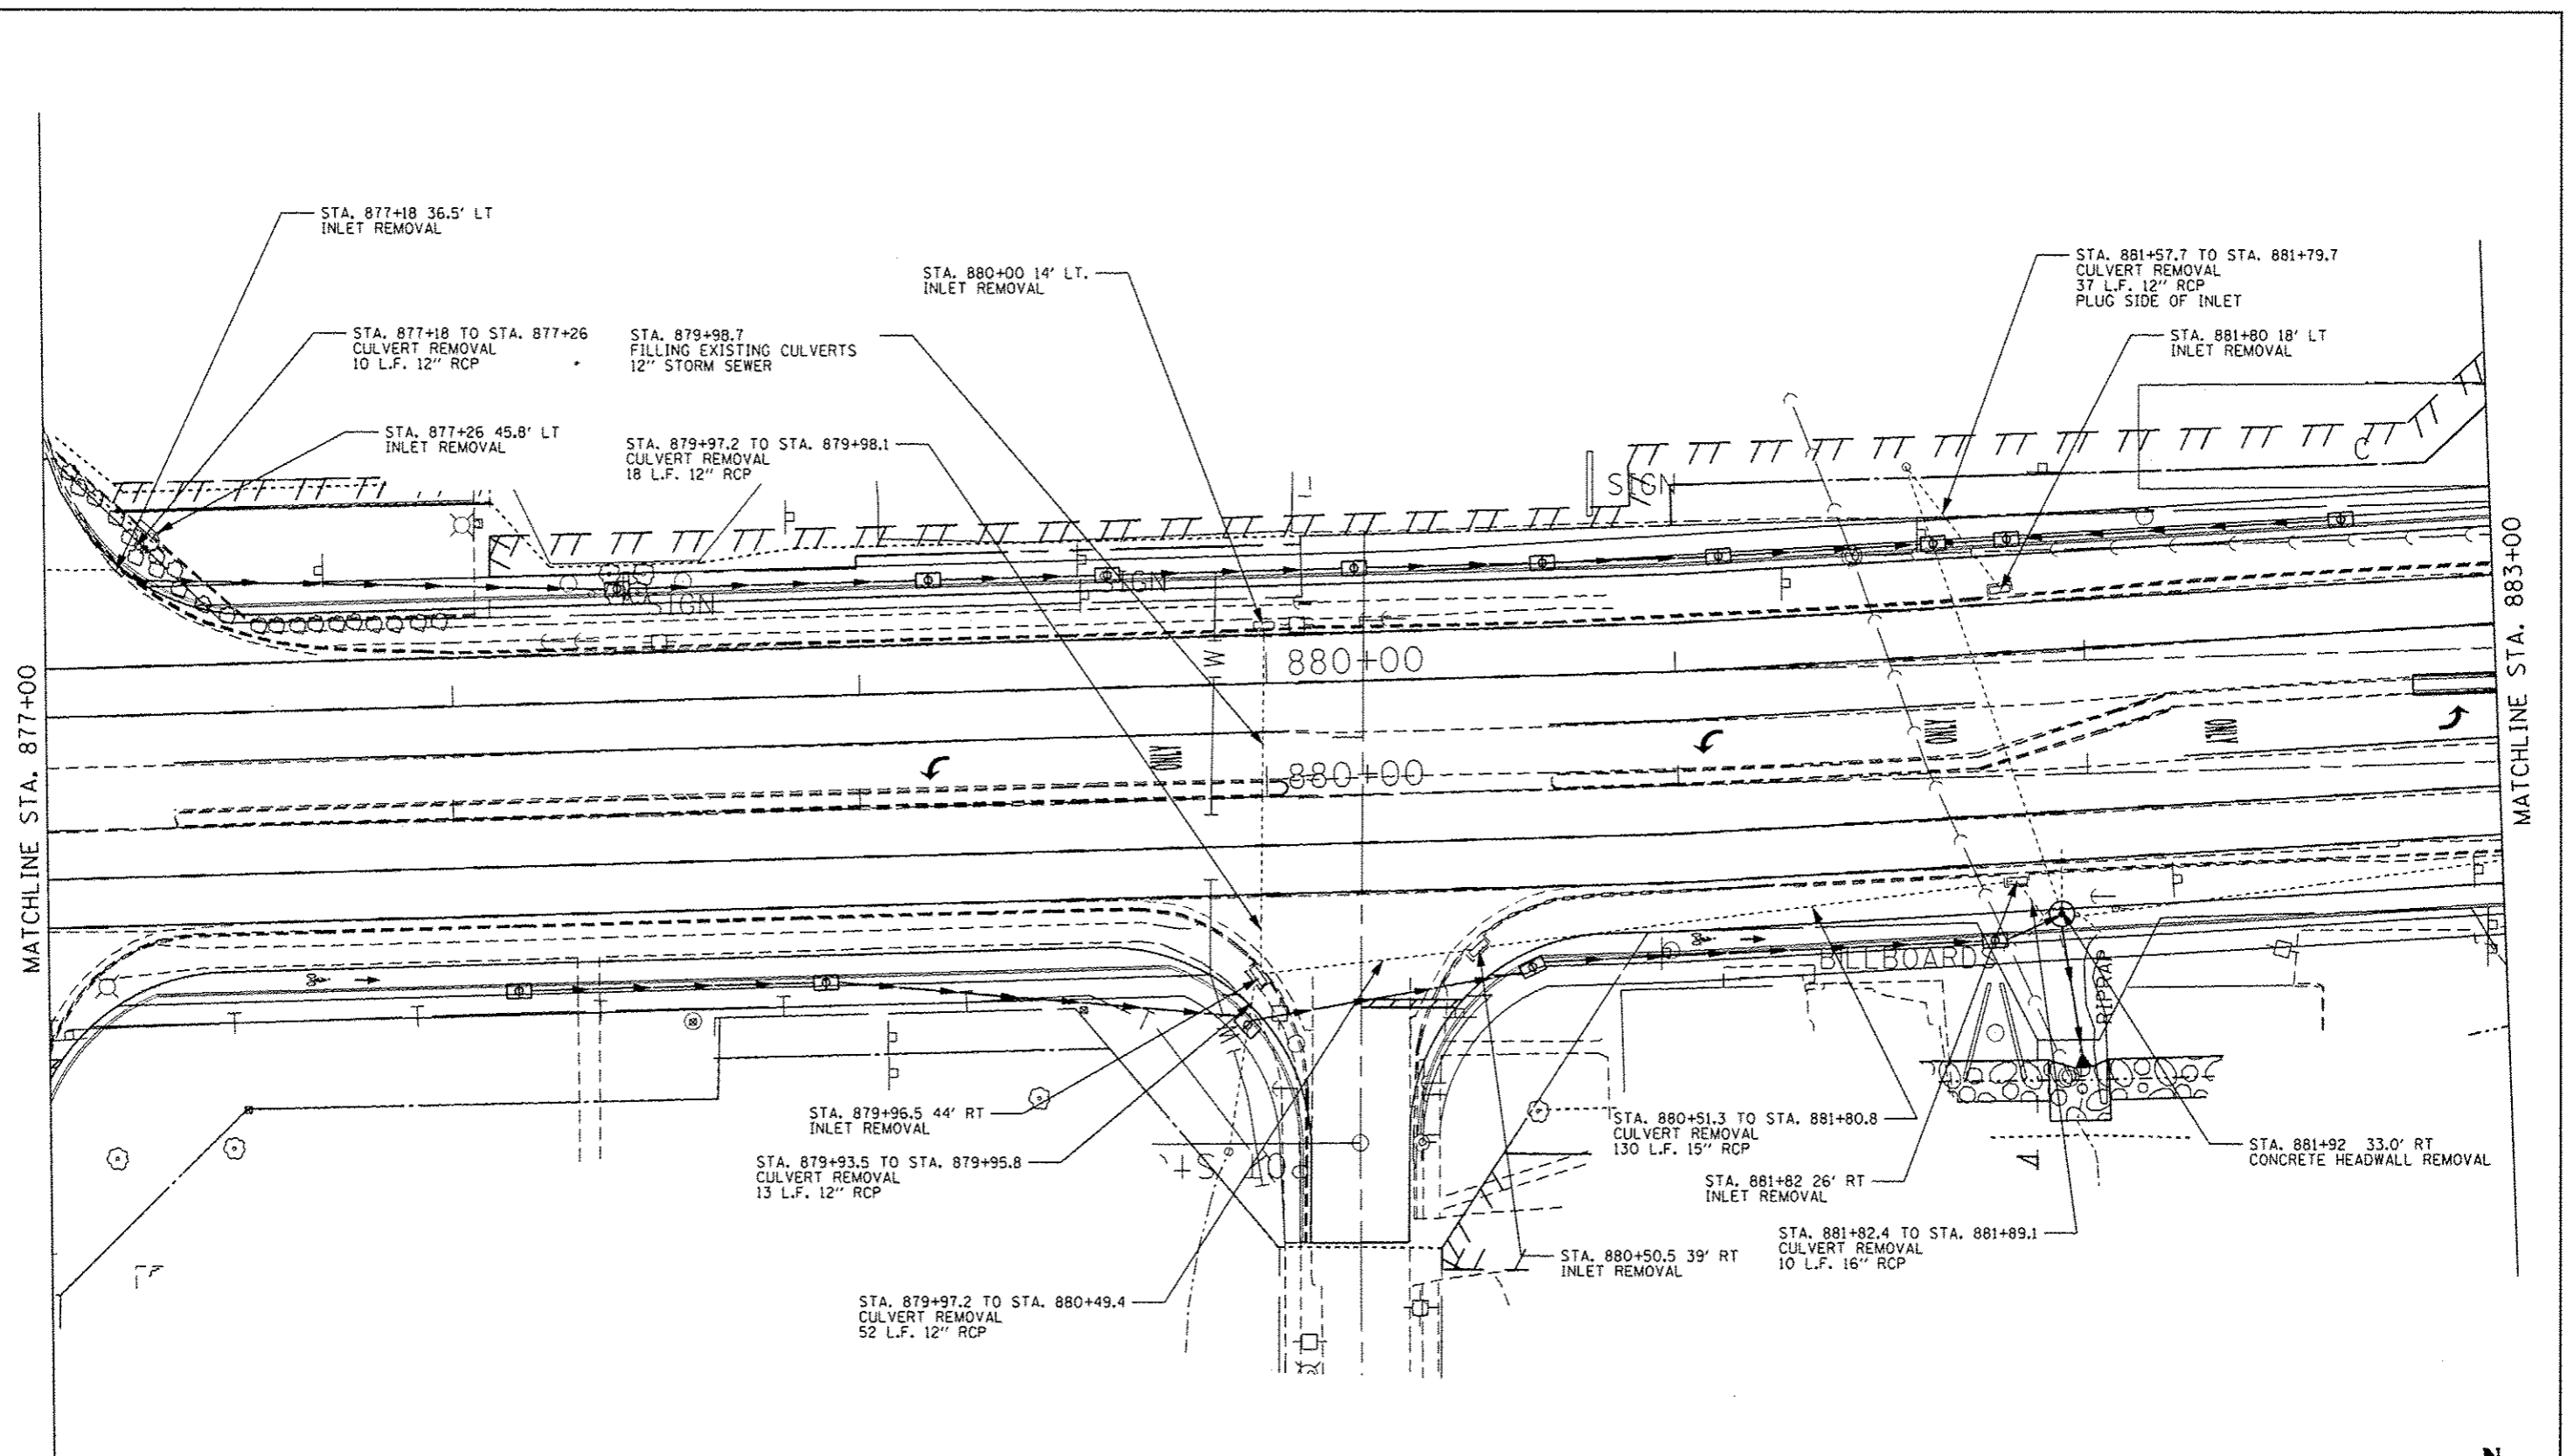 STA. 877+18 36.5' LT
INLET REMOVAL
STA. 877+18 TO STA. 877+26
CULVERT REMOVAL
10 L.F. 12" RCP
STA. 877+26 45.8' LT
INLET REMOVAL
STA. 879+98.7
FILLING EXISTING CULVERTS
12" STORM SEWER
STA. 879+97.2 TO STA. 879+98.1
CULVERT REMOVAL
18 L.F. 12" RCP
STA. 880+00 14' LT.
INLET REMOVAL
STA. 881+57.7 TO STA. 881+79.7
CULVERT REMOVAL
37 L.F. 12" RCP
PLUG SIDE OF INLET
STA. 881+80 18' LT
INLET REMOVAL
SIGN
C
SIGN
SIGN
W
880+00
880+00
ONLY
ONLY
ONLY
MATCHLINE STA. 877+00
MATCHLINE STA. 883+00
BILLBOARDS
RIPRAP
W
STA. 879+96.5 44' RT
INLET REMOVAL
STA. 879+93.5 TO STA. 879+95.8
CULVERT REMOVAL
13 L.F. 12" RCP
STA. 879+97.2 TO STA. 880+49.4
CULVERT REMOVAL
52 L.F. 12" RCP
STA. 880+51.3 TO STA. 881+80.8
CULVERT REMOVAL
130 L.F. 15" RCP
STA. 881+82 26' RT
INLET REMOVAL
STA. 881+82.4 TO STA. 881+89.1
CULVERT REMOVAL
10 L.F. 16" RCP
STA. 880+50.5 39' RT
INLET REMOVAL
STA. 881+92 33.0' RT
CONCRETE HEADWALL REMOVAL
N